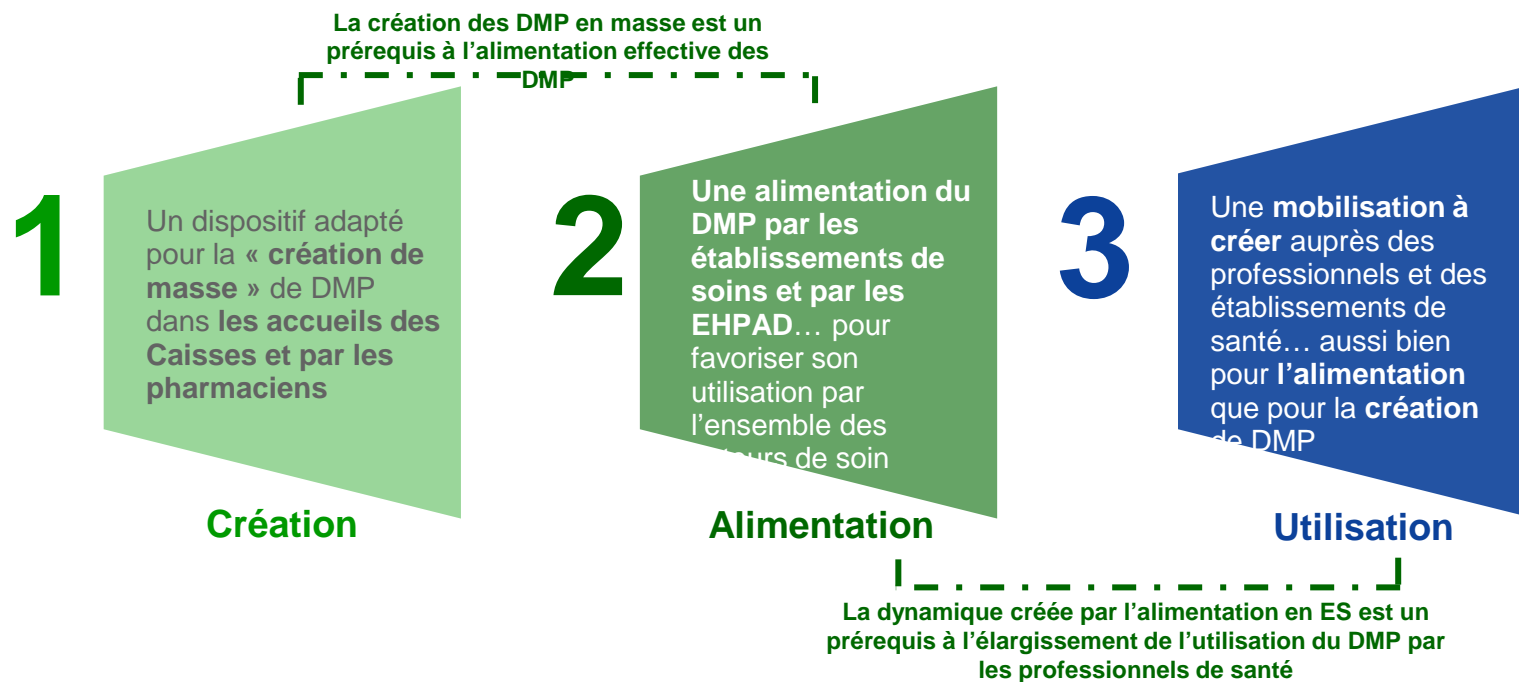 La création des DMP en masse est un
prérequis à l'alimentation effective des
DMP
1
Un dispositif adapté
pour la « création de
masse » de DMP
dans les accueils des
Caisses et par les
pharmaciens
Création
2
Une alimentation du
DMP par les
établissements de
soins et par les
EHPAD… pour
favoriser son
utilisation par
l'ensemble des
acteurs de soin
Alimentation
3
Une mobilisation à
créer auprès des
professionnels et des
établissements de
santé… aussi bien
pour l'alimentation
que pour la création
de DMP
Utilisation
La dynamique créée par l'alimentation en ES est un
prérequis à l'élargissement de l'utilisation du DMP par
les professionnels de santé